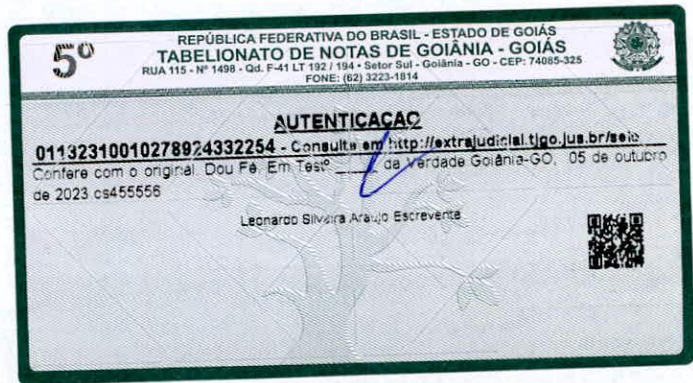 5º
REPÚBLICA FEDERATIVA DO BRASIL - ESTADO DE GOIÁS
TABELIONATO DE NOTAS DE GOIÂNIA - GOIÁS
RUA 115 - Nº 1498 - Qd. F-41 LT 192 / 194 • Setor Sul - Goiânia - GO - CEP: 74085-325
FONE: (62) 3223-1814
AUTENTICAÇÃO
01132310010278924332254 - Consulte em http://extrajudicial.tjgo.jus.br/selo
Confere com o original. Dou Fé. Em Testº _____ da Verdade Goiânia-GO, 05 de outubro
de 2023 cs455556
Leonardo Silveira Araujo Escrevente